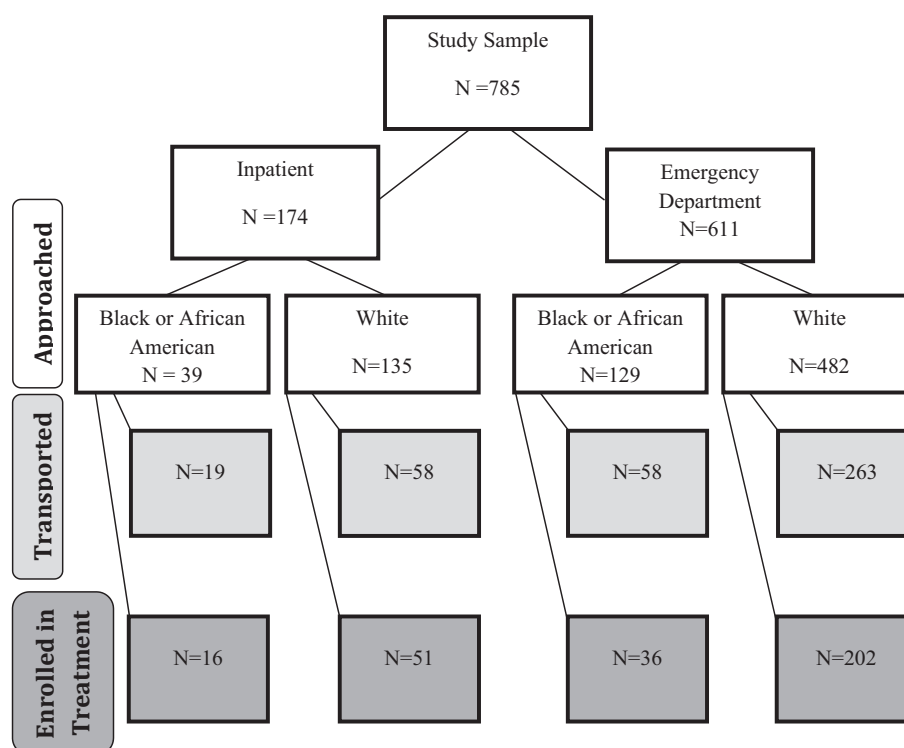 Study Sample
N =785
Inpatient
N =174
Emergency
Department
N=611
Approached
Black or African
American
N = 39
White
N=135
Black or African
American
N=129
White
N=482
Transported
N=19
N=58
N=58
N=263
Enrolled in
Treatment
N=16
N=51
N=36
N=202